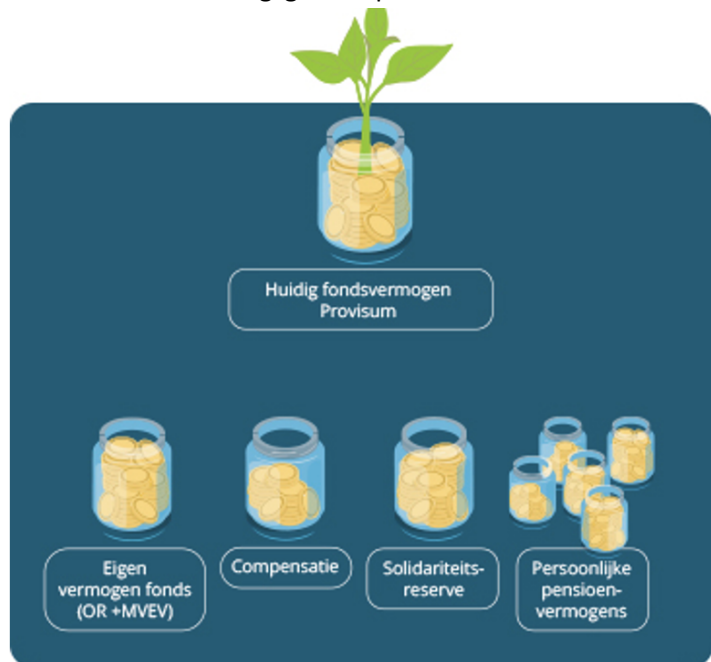 Huidig fondsvermogen
Provisum
Eigen
vermogen fonds
(OR +MVEV)
Compensatie
Solidariteits-
reserve
Persoonlijke
pensioen-
vermogens